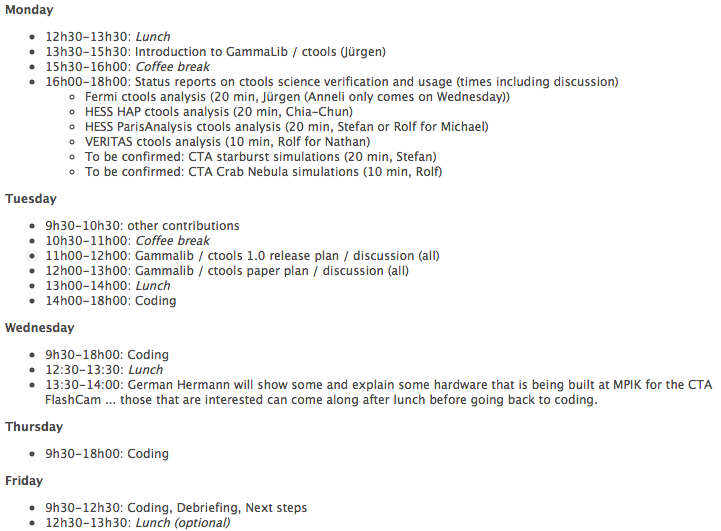 Monday
12h30-13h30: Lunch
13h30-15h30: Introduction to GammaLib / ctools (Jürgen)
15h30-16h00: Coffee break
16h00-18h00: Status reports on ctools science verification and usage (times including discussion)
Fermi ctools analysis (20 min, Jürgen (Anneli only comes on Wednesday))
HESS HAP ctools analysis (20 min, Chia-Chun)
HESS ParisAnalysis ctools analysis (20 min, Stefan or Rolf for Michael)
VERITAS ctools analysis (10 min, Rolf for Nathan)
To be confirmed: CTA starburst simulations (20 min, Stefan)
To be confirmed: CTA Crab Nebula simulations (10 min, Rolf)
Tuesday
9h30-10h30: other contributions
10h30-11h00: Coffee break
11h00-12h00: Gammalib / ctools 1.0 release plan / discussion (all)
12h00-13h00: Gammalib / ctools paper plan / discussion (all)
13h00-14h00: Lunch
14h00-18h00: Coding
Wednesday
9h30-18h00: Coding
12:30-13:30: Lunch
13:30-14:00: German Hermann will show some and explain some hardware that is being built at MPIK for the CTA
FlashCam ... those that are interested can come along after lunch before going back to coding.
Thursday
9h30-18h00: Coding
Friday
9h30-12h30: Coding, Debriefing, Next steps
12h30-13h30: Lunch (optional)